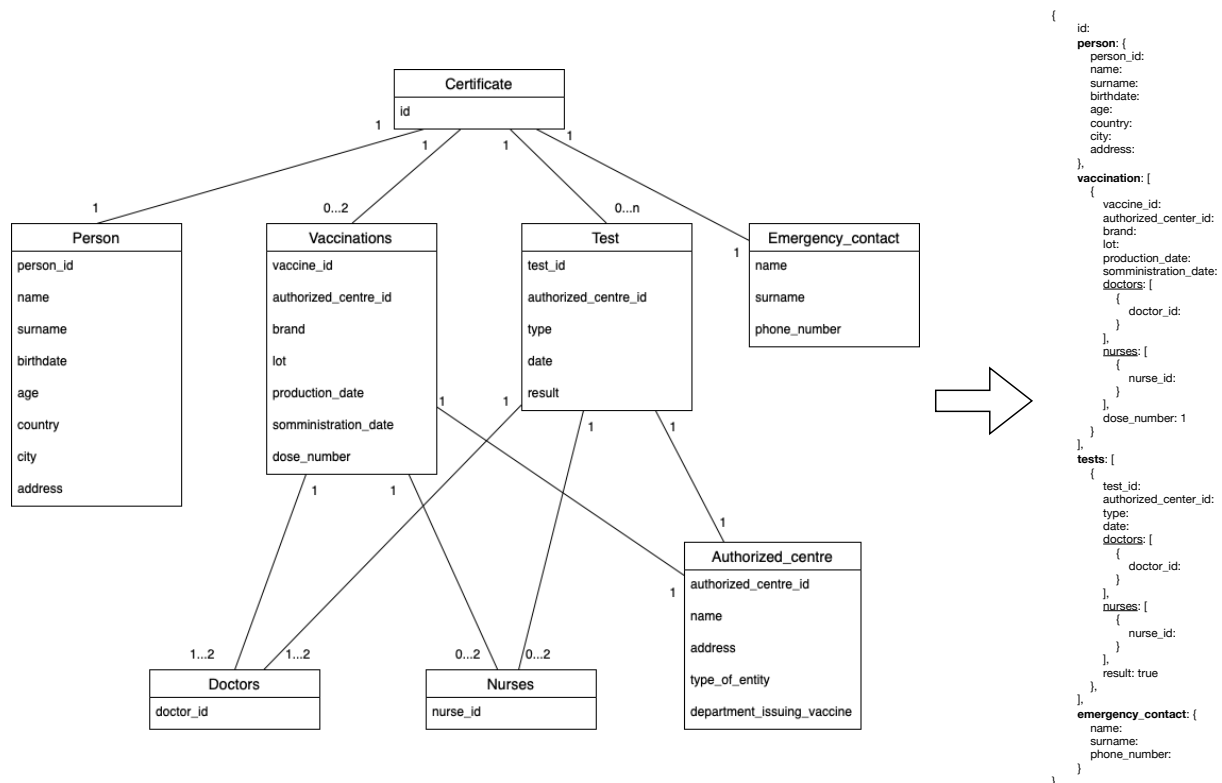 Certificate
id
1
1
1
1
1
0...2
0...n
1
Person
person_id
name
surname
birthdate
age
country
city
address
Vaccinations
vaccine_id
authorized_centre_id
brand
lot
production_date
somministration_date
dose_number
Test
test_id
authorized_centre_id
type
date
result
Emergency_contact
name
surname
phone_number
1
1
1
1
1
1
1
1
1...2
1...2
0...2
0...2
Doctors
doctor_id
Nurses
nurse_id
Authorized_centre
authorized_centre_id
name
address
type_of_entity
department_issuing_vaccine
{
id:
person: {
person_id:
name:
surname:
birthdate:
age:
country:
city:
address:
},
vaccination: [
{
vaccine_id:
authorized_center_id:
brand:
lot:
production_date:
somministration_date:
doctors: [
{
doctor_id:
}
],
nurses: [
{
nurse_id:
}
],
dose_number: 1
}
],
tests: [
{
test_id:
authorized_center_id:
type:
date:
doctors: [
{
doctor_id:
}
],
nurses: [
{
nurse_id:
}
],
result: true
},
],
emergency_contact: {
name:
surname:
phone_number:
}
}